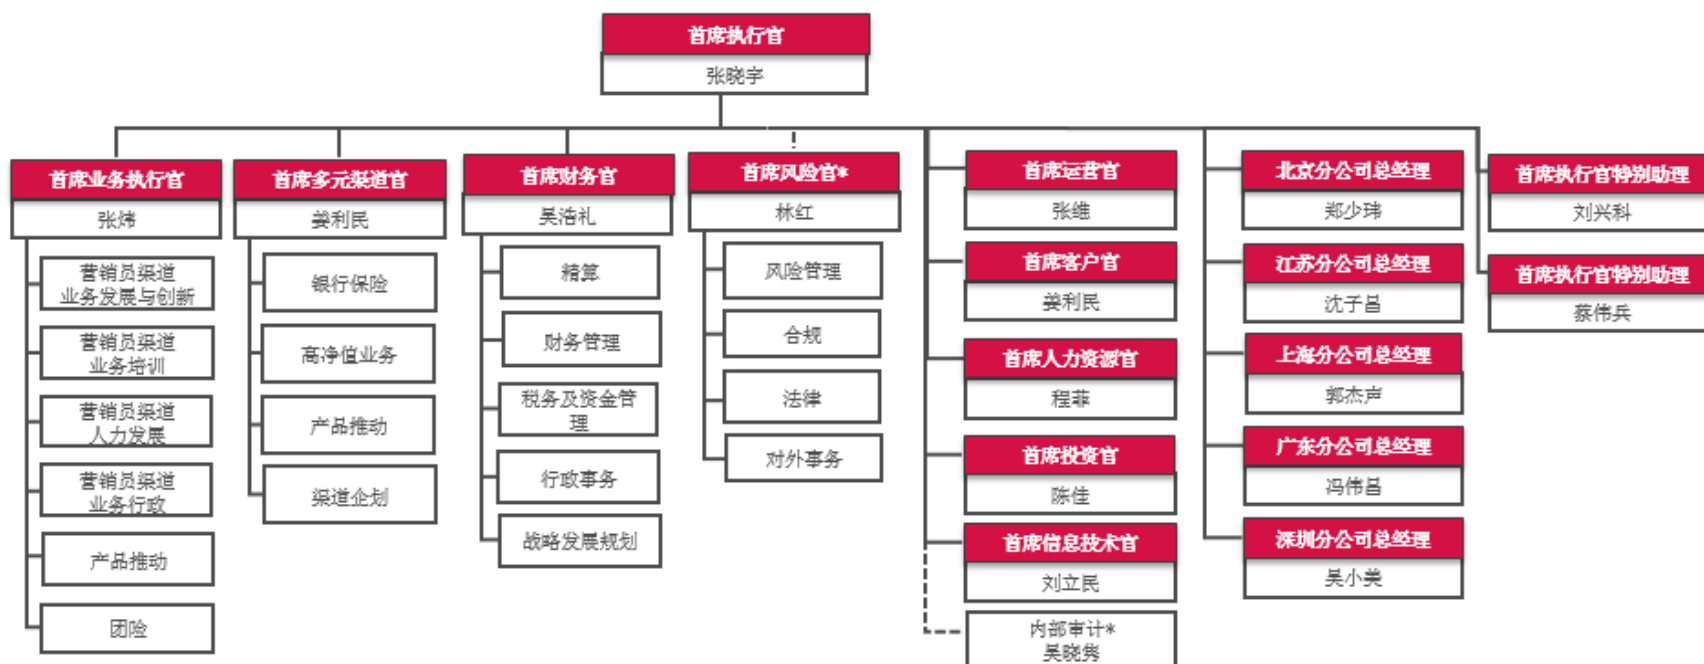 首席执行官
张晓宇
首席业务执行官
张炜
营销员渠道
业务发展与创新
营销员渠道
业务培训
营销员渠道
人力发展
营销员渠道
业务行政
产品推动
团险
首席多元渠道官
姜利民
银行保险
高净值业务
产品推动
渠道企划
首席财务官
吴浩礼
精算
财务管理
税务及资金管
理
行政事务
战略发展规划
首席风险官*
林红
风险管理
合规
法律
对外事务
首席运营官
张维
首席客户官
姜利民
首席人力资源官
程菲
首席投资官
陈佳
首席信息技术官
刘立民
内部审计*
吴晓隽
北京分公司总经理
郑少玮
江苏分公司总经理
沈子昌
上海分公司总经理
郭杰声
广东分公司总经理
冯伟昌
深圳分公司总经理
吴小美
首席执行官特别助理
刘兴科
首席执行官特别助理
蔡伟兵